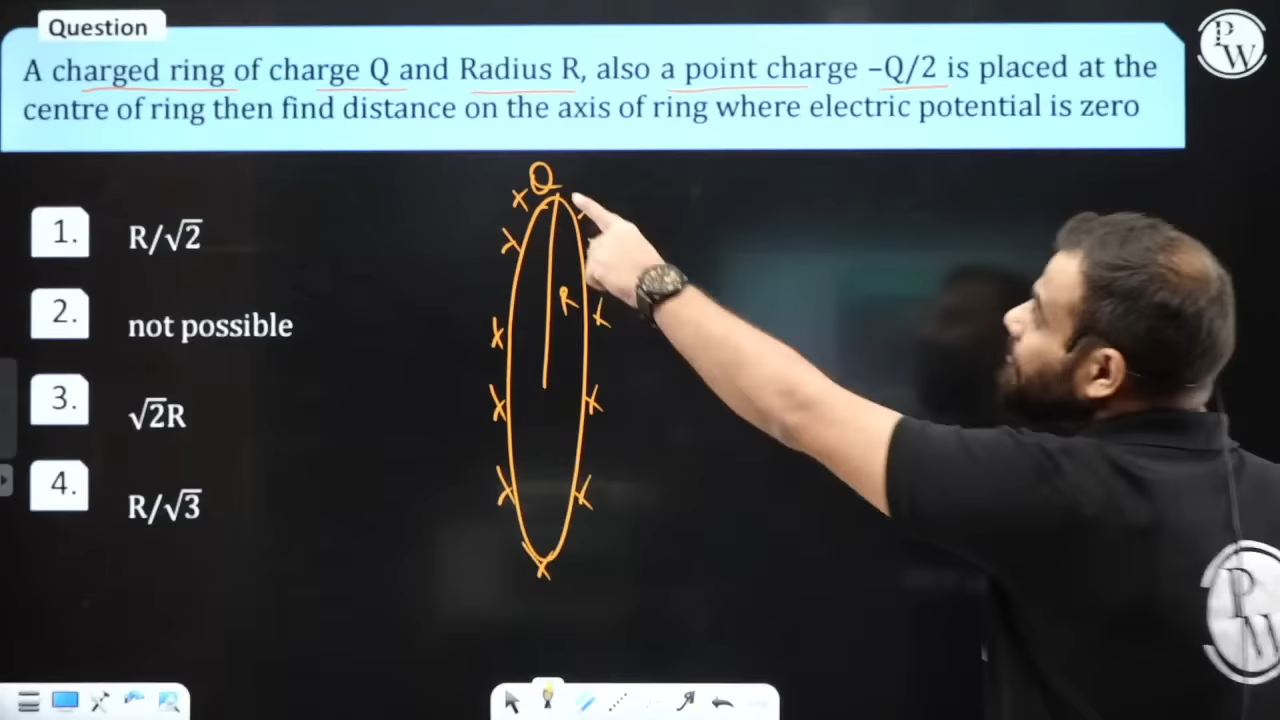 Question
A charged ring of charge Q and Radius R, also a point charge –Q/2 is placed at the
centre of ring then find distance on the axis of ring where electric potential is zero
P
W
Q
1. R/√2
R
2. not possible
3. √2R
4. R/√3
P
W